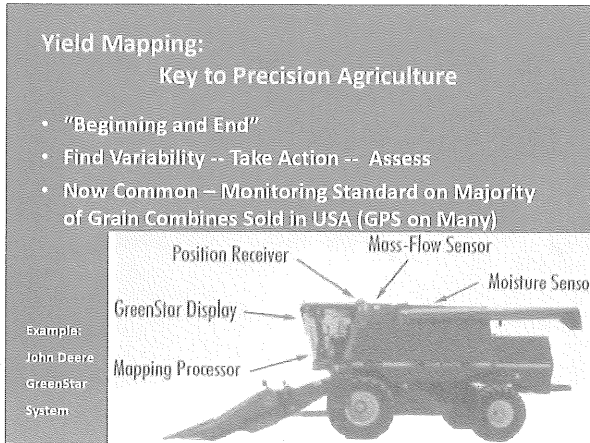 Yield Mapping:
Key to Precision Agriculture
• "Beginning and End"
• Find Variability -- Take Action -- Assess
• Now Common – Monitoring Standard on Majority
of Grain Combines Sold in USA (GPS on Many)
Position Receiver
Mass-Flow Sensor
Moisture Senso
GreenStar Display
Mapping Processor
Example:
John Deere
GreenStar
System